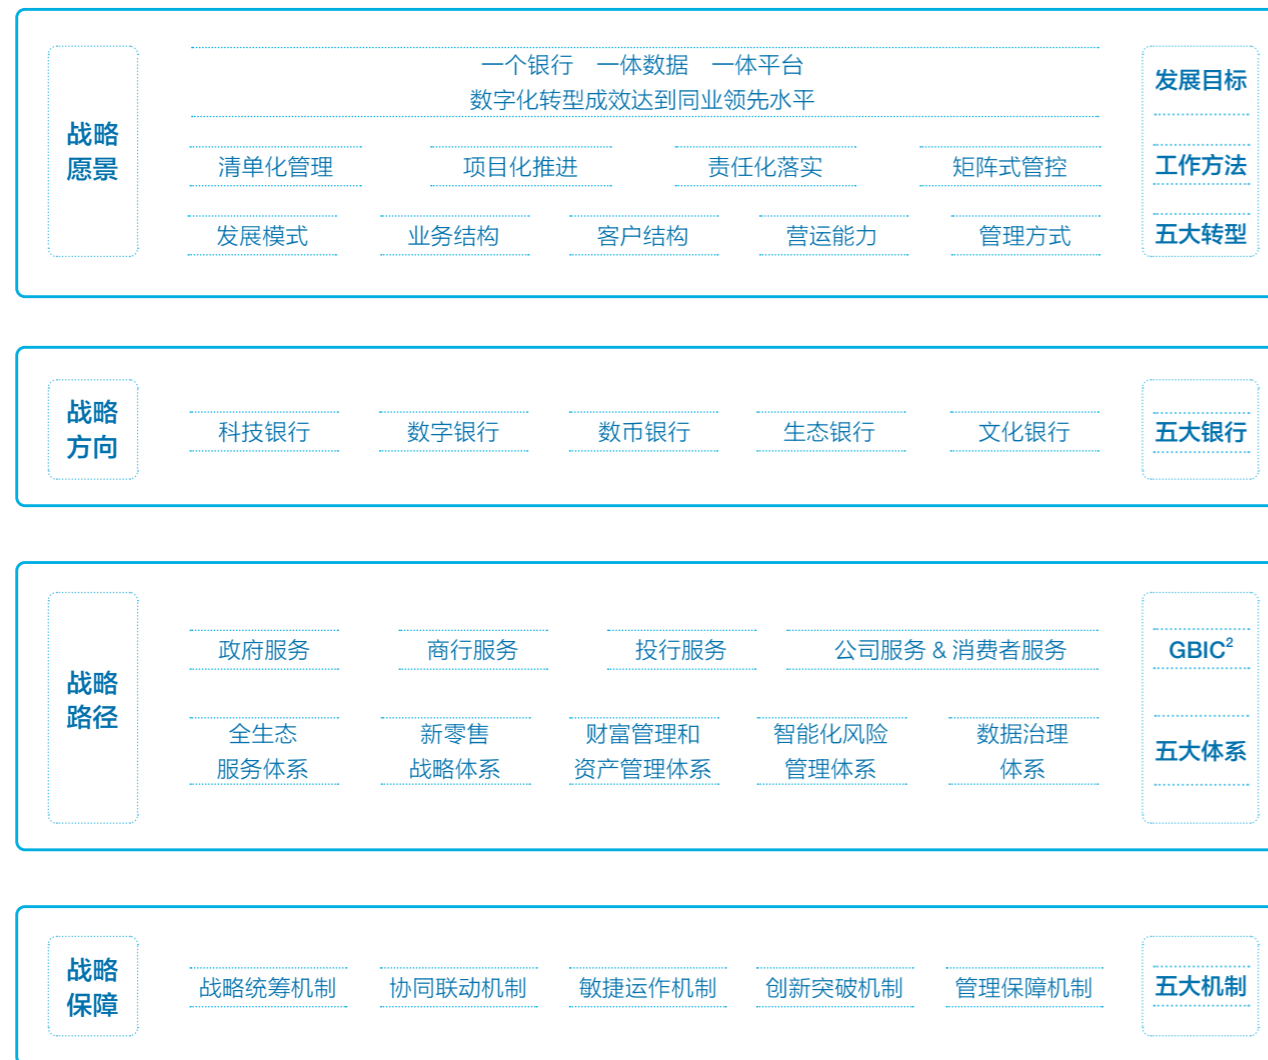 战略
愿景
一个银行 一体数据 一体平台
数字化转型成效达到同业领先水平
发展目标
清单化管理 项目化推进 责任化落实 矩阵式管控
工作方法
发展模式 业务结构 客户结构 营运能力 管理方式
五大转型
战略
方向
科技银行 数字银行 数币银行 生态银行 文化银行
五大银行
战略
路径
政府服务 商行服务 投行服务 公司服务 & 消费者服务
GBIC²
全生态 新零售 财富管理和 智能化风险 数据治理
服务体系 战略体系 资产管理体系 管理体系 体系
五大体系
战略
保障
战略统筹机制 协同联动机制 敏捷运作机制 创新突破机制 管理保障机制
五大机制